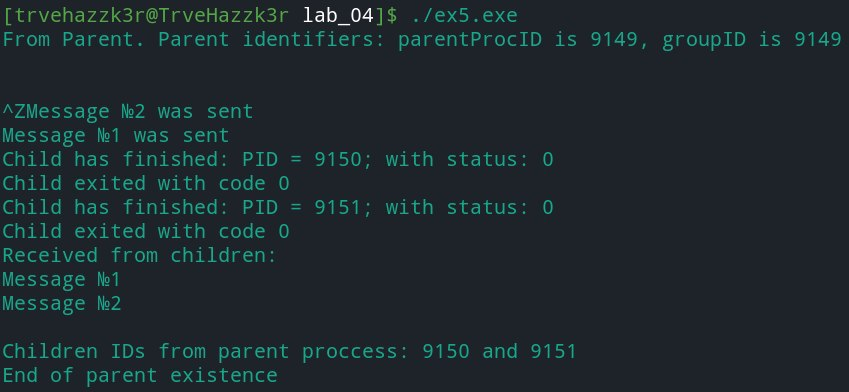 [trvehazzk3r@TrveHazzk3r lab_04]$ ./ex5.exe
From Parent. Parent identifiers: parentProcID is 9149, groupID is 9149
^ZMessage №2 was sent
Message №1 was sent
Child has finished: PID = 9150; with status: 0
Child exited with code 0
Child has finished: PID = 9151; with status: 0
Child exited with code 0
Received from children:
Message №1
Message №2
Children IDs from parent proccess: 9150 and 9151
End of parent existence